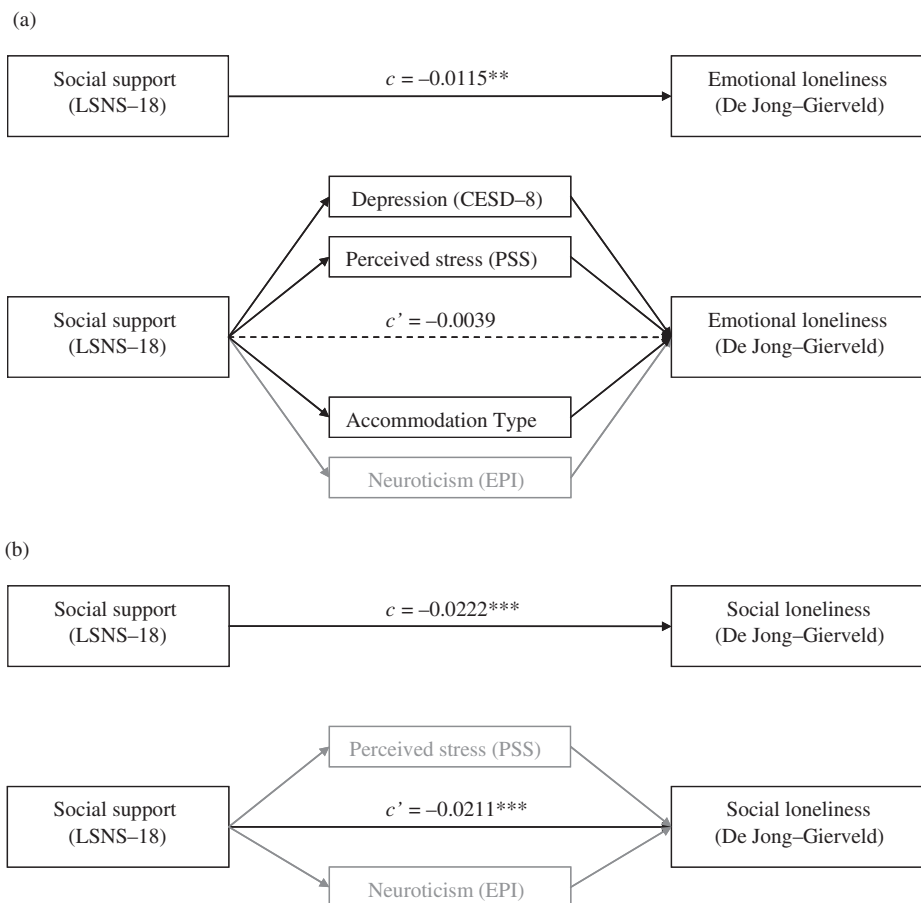 (a)
Social support
(LSNS–18)
c = –0.0115**
Emotional loneliness
(De Jong–Gierveld)
Depression (CESD–8)
Perceived stress (PSS)
Social support
(LSNS–18)
c’ = –0.0039
Emotional loneliness
(De Jong–Gierveld)
Accommodation Type
Neuroticism (EPI)
(b)
Social support
(LSNS–18)
c = –0.0222***
Social loneliness
(De Jong–Gierveld)
Perceived stress (PSS)
Social support
(LSNS–18)
c’ = –0.0211***
Social loneliness
(De Jong–Gierveld)
Neuroticism (EPI)